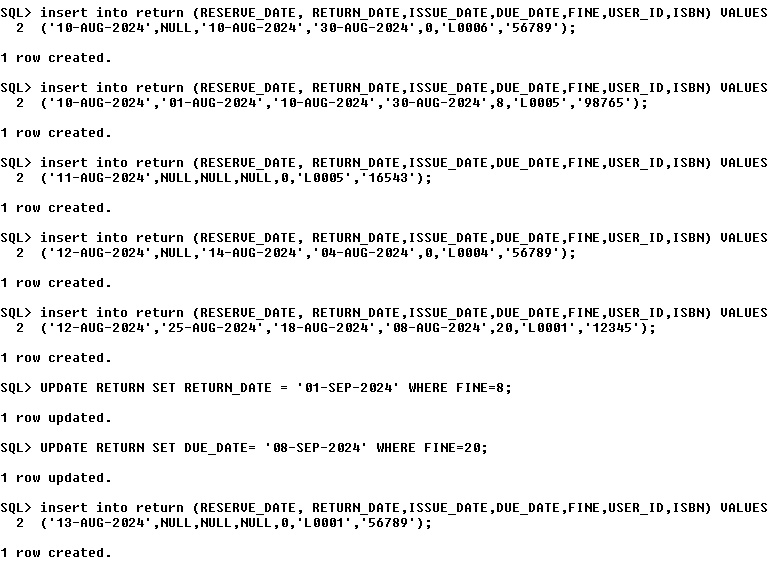 SQL> insert into return (RESERVE_DATE, RETURN_DATE,ISSUE_DATE,DUE_DATE,FINE,USER_ID,ISBN) VALUES
  2  ('10-AUG-2024',NULL,'10-AUG-2024','30-AUG-2024',0,'L0006','56789');
1 row created.
SQL> insert into return (RESERVE_DATE, RETURN_DATE,ISSUE_DATE,DUE_DATE,FINE,USER_ID,ISBN) VALUES
  2  ('10-AUG-2024','01-AUG-2024','10-AUG-2024','30-AUG-2024',8,'L0005','98765');
1 row created.
SQL> insert into return (RESERVE_DATE, RETURN_DATE,ISSUE_DATE,DUE_DATE,FINE,USER_ID,ISBN) VALUES
  2  ('11-AUG-2024',NULL,NULL,NULL,0,'L0005','16543');
1 row created.
SQL> insert into return (RESERVE_DATE, RETURN_DATE,ISSUE_DATE,DUE_DATE,FINE,USER_ID,ISBN) VALUES
  2  ('12-AUG-2024',NULL,'14-AUG-2024','04-AUG-2024',0,'L0004','56789');
1 row created.
SQL> insert into return (RESERVE_DATE, RETURN_DATE,ISSUE_DATE,DUE_DATE,FINE,USER_ID,ISBN) VALUES
  2  ('12-AUG-2024','25-AUG-2024','18-AUG-2024','08-AUG-2024',20,'L0001','12345');
1 row created.
SQL> UPDATE RETURN SET RETURN_DATE = '01-SEP-2024' WHERE FINE=8;
1 row updated.
SQL> UPDATE RETURN SET DUE_DATE= '08-SEP-2024' WHERE FINE=20;
1 row updated.
SQL> insert into return (RESERVE_DATE, RETURN_DATE,ISSUE_DATE,DUE_DATE,FINE,USER_ID,ISBN) VALUES
  2  ('13-AUG-2024',NULL,NULL,NULL,0,'L0001','56789');
1 row created.